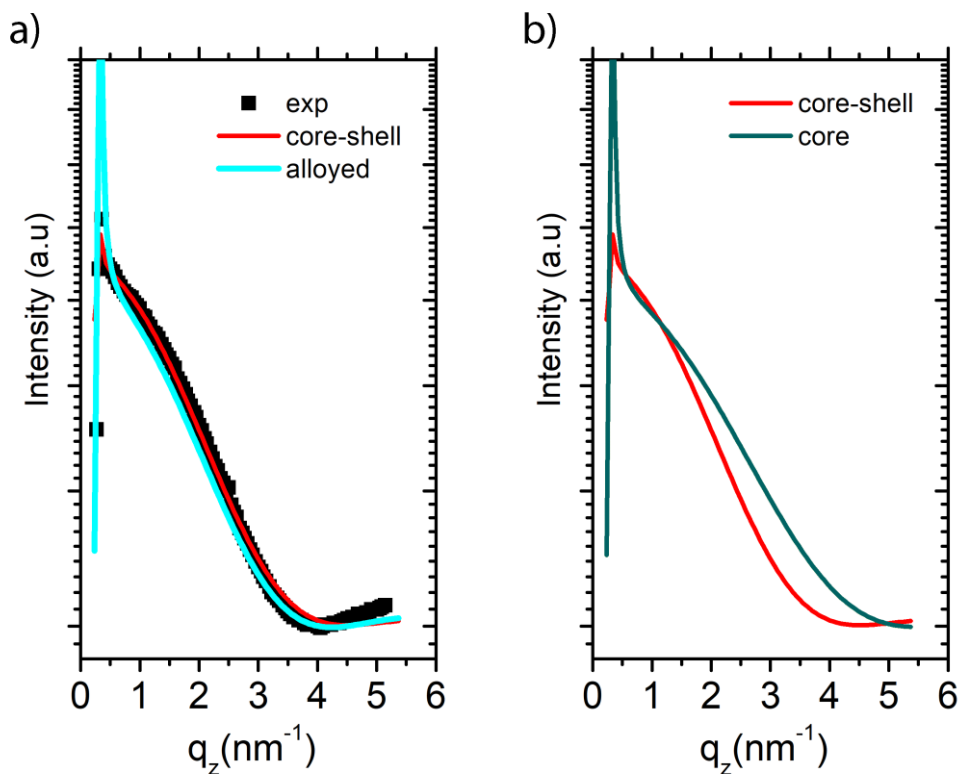 a)
exp
core-shell
alloyed
Intensity (a.u)
0 1 2 3 4 5 6
q_z(nm⁻¹)
b)
core-shell
core
Intensity (a.u)
0 1 2 3 4 5 6
q_z(nm⁻¹)